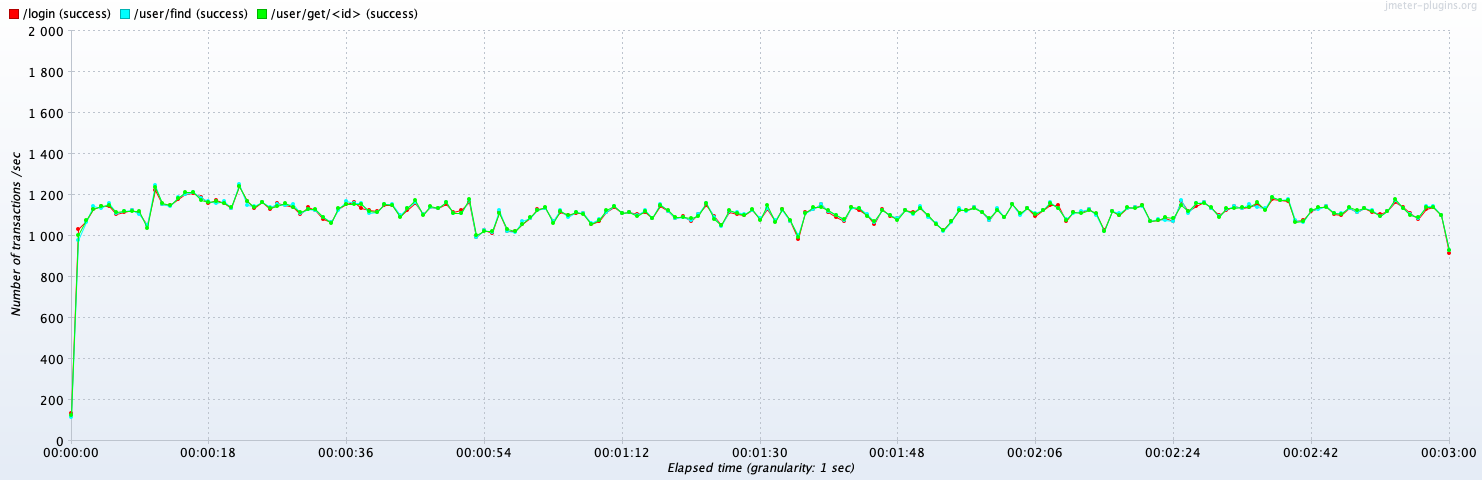 jmeter-plugins.org
/login (success) /user/find (success) /user/get/<id> (success)
2 000
1 800
1 600
1 400
1 200
1 000
800
600
400
200
0
Number of transactions /sec
00:00:00 00:00:18 00:00:36 00:00:54 00:01:12 00:01:30 00:01:48 00:02:06 00:02:24 00:02:42 00:03:00
Elapsed time (granularity: 1 sec)